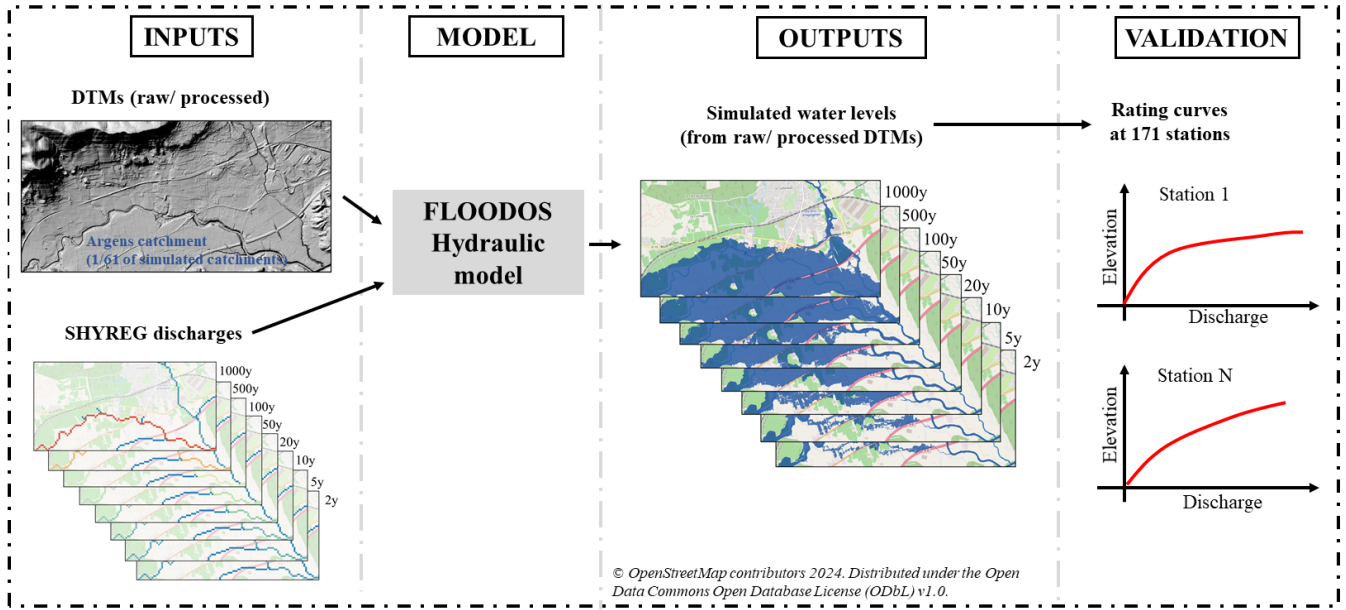 INPUTS
MODEL
OUTPUTS
VALIDATION
DTMs (raw/ processed)
Argens catchment
(1/61 of simulated catchments)
SHYREG discharges
1000y
500y
100y
50y
20y
10y
5y
2y
FLOODOS
Hydraulic
model
Simulated water levels
(from raw/ processed DTMs)
1000y
500y
100y
50y
20y
10y
5y
2y
© OpenStreetMap contributors 2024. Distributed under the Open
Data Commons Open Database License (ODbL) v1.0.
Rating curves
at 171 stations
Station 1
Elevation
Discharge
Station N
Elevation
Discharge